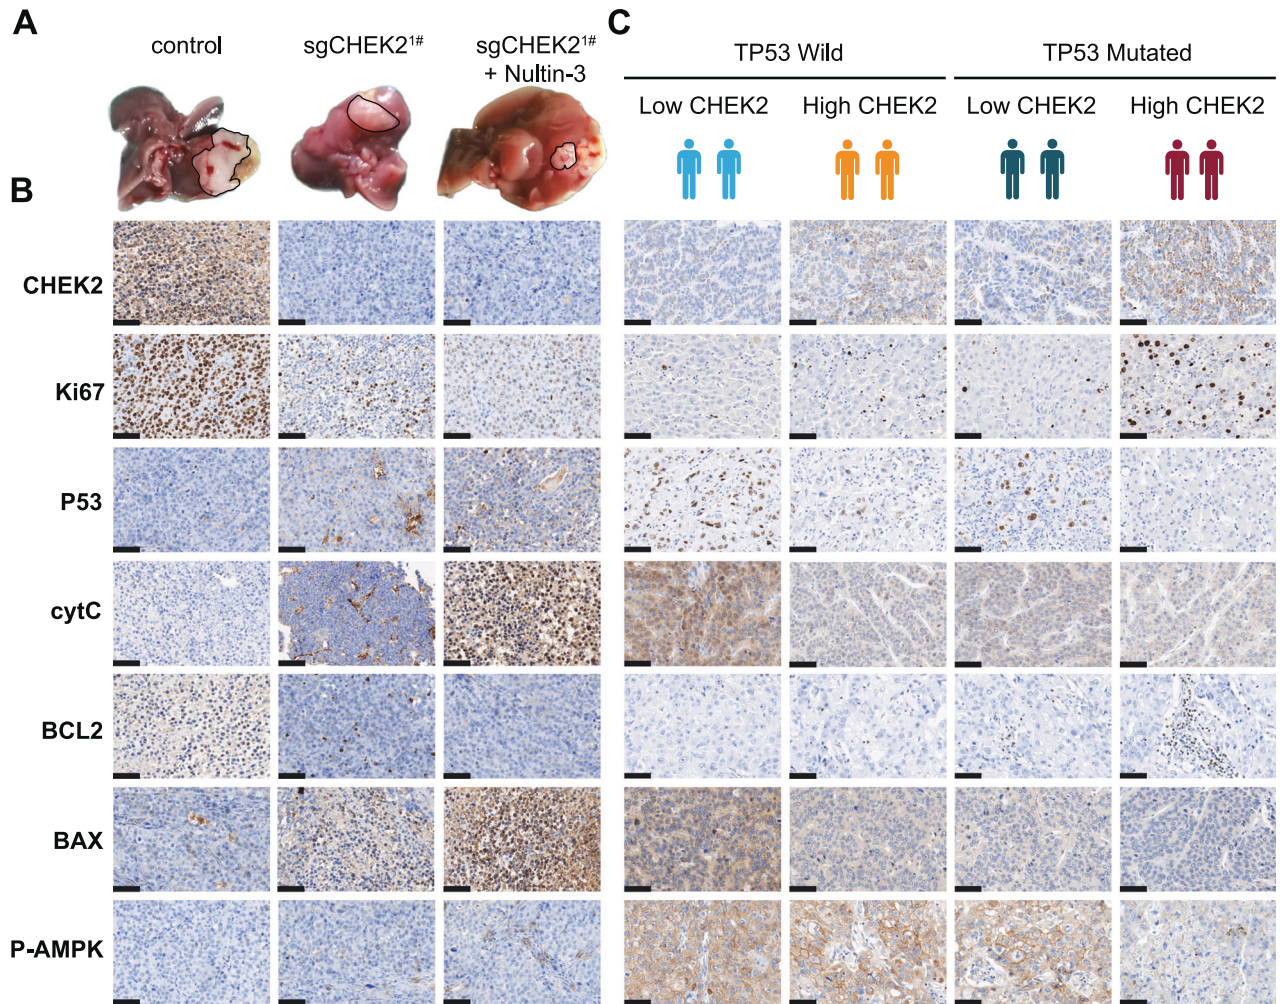 A
control
sgCHEK2¹#
sgCHEK2¹#
+ Nultin-3
C
TP53 Wild
TP53 Mutated
Low CHEK2
High CHEK2
Low CHEK2
High CHEK2
B
CHEK2
Ki67
P53
cytC
BCL2
BAX
P-AMPK